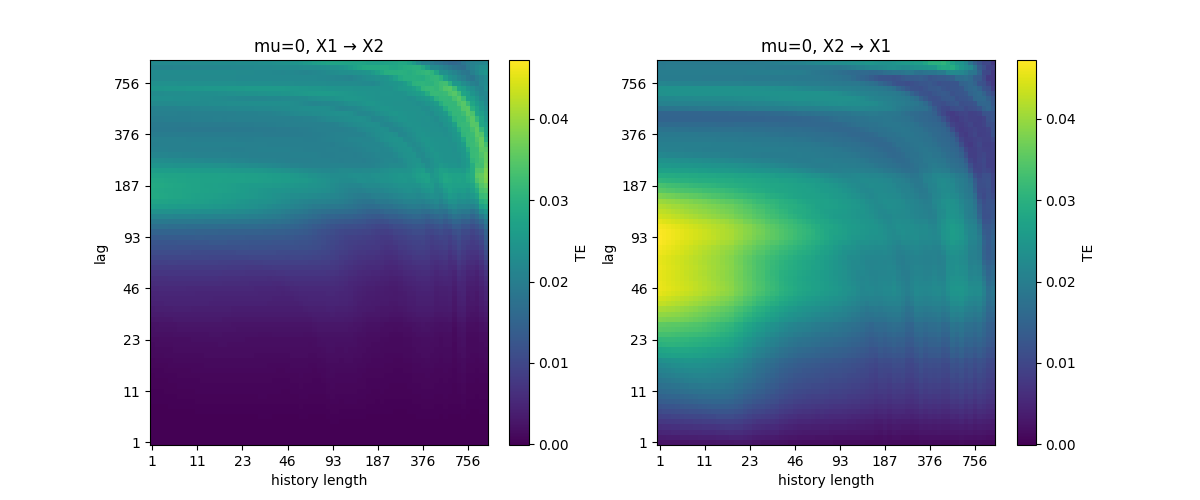 mu=0, X1 → X2
lag
756
376
187
93
46
23
11
1
1 11 23 46 93 187 376 756
history length
0.04
0.03
0.02
0.01
0.00
TE
mu=0, X2 → X1
lag
756
376
187
93
46
23
11
1
1 11 23 46 93 187 376 756
history length
0.04
0.03
0.02
0.01
0.00
TE